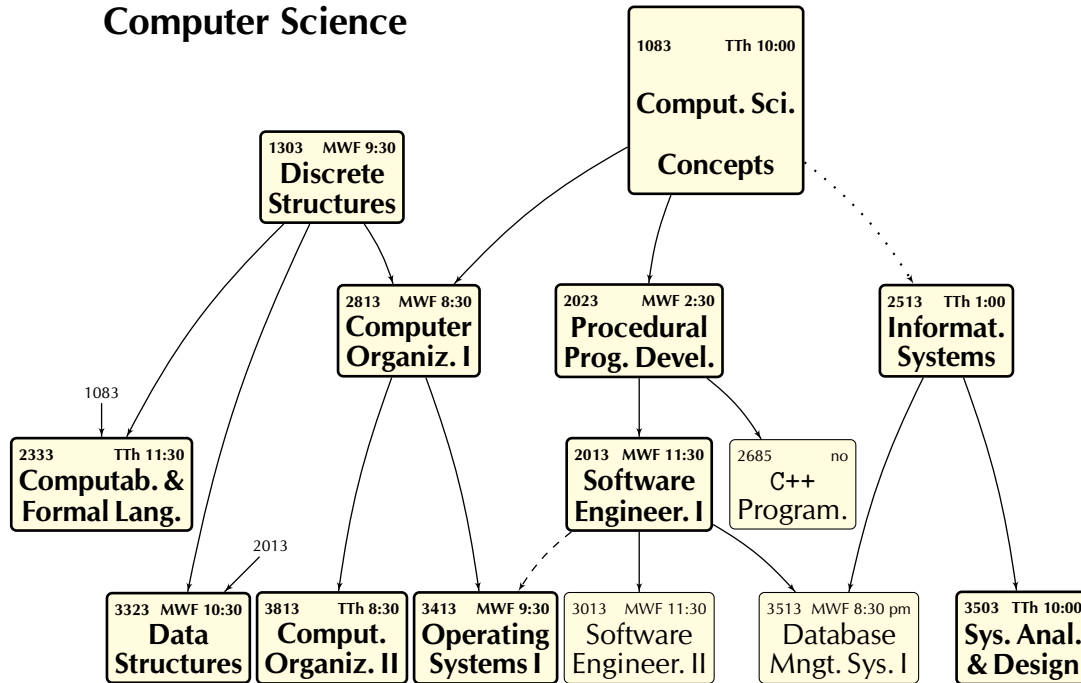 Computer Science
1083 TTh 10:00
Comput. Sci.
Concepts
1303 MWF 9:30
Discrete
Structures
2813 MWF 8:30
Computer
Organiz. I
2023 MWF 2:30
Procedural
Prog. Devel.
2513 TTh 1:00
Informat.
Systems
1083
2333 TTh 11:30
Computab. &
Formal Lang.
2013 MWF 11:30
Software
Engineer. I
2685 no
C++
Program.
2013
3323 MWF 10:30
Data
Structures
3813 TTh 8:30
Comput.
Organiz. II
3413 MWF 9:30
Operating
Systems I
3013 MWF 11:30
Software
Engineer. II
3513 MWF 8:30 pm
Database
Mngt. Sys. I
3503 TTh 10:00
Sys. Anal.
& Design